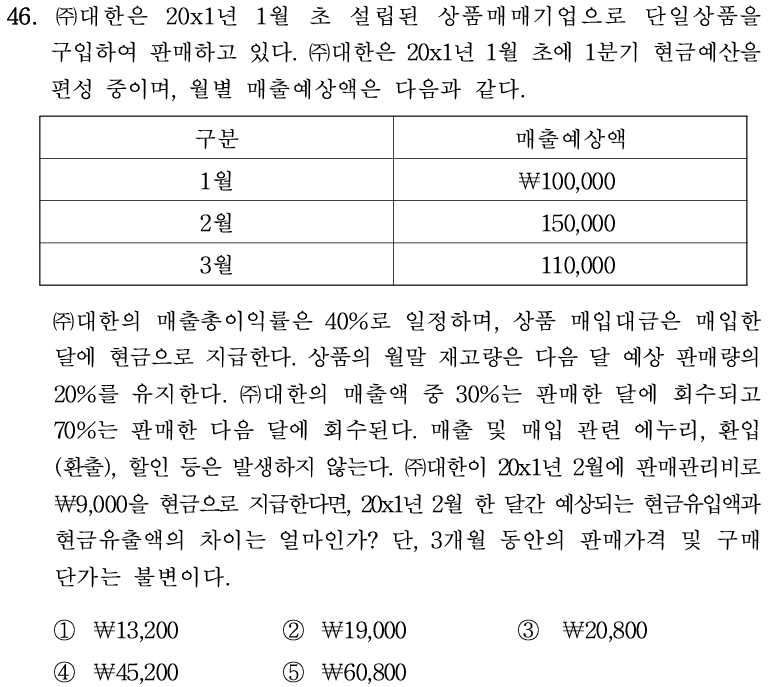 46. ㈜대한은 20x1년 1월 초 설립된 상품매매기업으로 단일상품을
구입하여 판매하고 있다. ㈜대한은 20x1년 1월 초에 1분기 현금예산을
편성 중이며, 월별 매출예상액은 다음과 같다.
구분 매출예상액
1월 ₩100,000
2월 150,000
3월 110,000
㈜대한의 매출총이익률은 40%로 일정하며, 상품 매입대금은 매입한
달에 현금으로 지급한다. 상품의 월말 재고량은 다음 달 예상 판매량의
20%를 유지한다. ㈜대한의 매출액 중 30%는 판매한 달에 회수되고
70%는 판매한 다음 달에 회수된다. 매출 및 매입 관련 에누리, 환입
(환출), 할인 등은 발생하지 않는다. ㈜대한이 20x1년 2월에 판매관리비로
₩9,000을 현금으로 지급한다면, 20x1년 2월 한 달간 예상되는 현금유입액과
현금유출액의 차이는 얼마인가? 단, 3개월 동안의 판매가격 및 구매
단가는 불변이다.
① ₩13,200 ② ₩19,000 ③ ₩20,800
④ ₩45,200 ⑤ ₩60,800